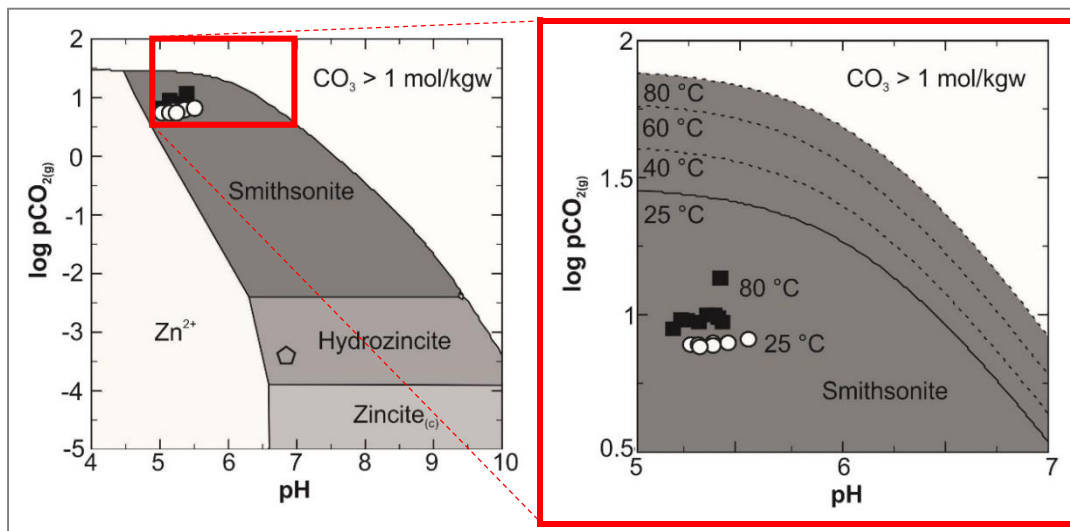 2
1
0
-1
-2
-3
-4
-5
log pCO₂₍g₎
CO₃ > 1 mol/kgw
Smithsonite
Zn²⁺
Hydrozincite
Zincite₍c₎
4 5 6 7 8 9 10
pH
2
1.5
1
0.5
log pCO₂₍g₎
CO₃ > 1 mol/kgw
80 °C
60 °C
40 °C
25 °C
80 °C
25 °C
Smithsonite
5 6 7
pH